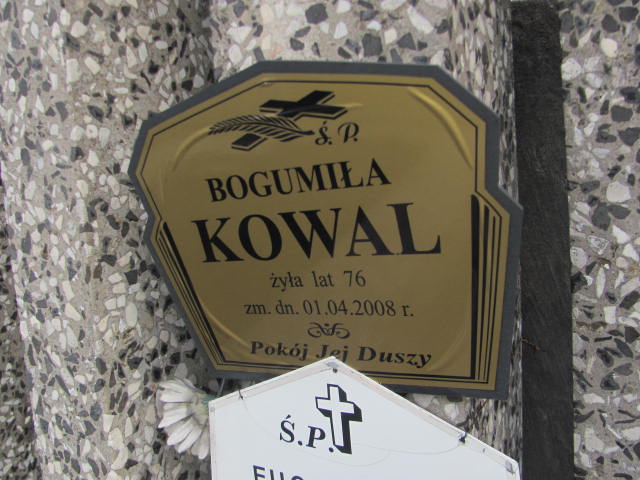 Ś. P.
BOGUMIŁA
KOWAL
żyła lat 76
zm. dn. 01.04.2008 r.
Pokój Jej Duszy
Ś.P.